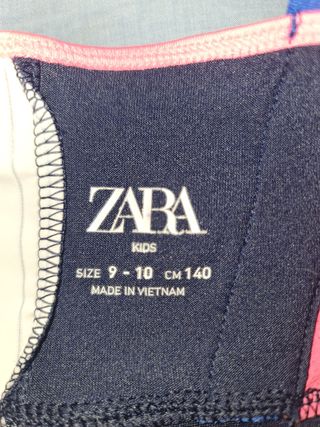 ZARA
KIDS
SIZE 9 - 10 CM 140
MADE IN VIETNAM